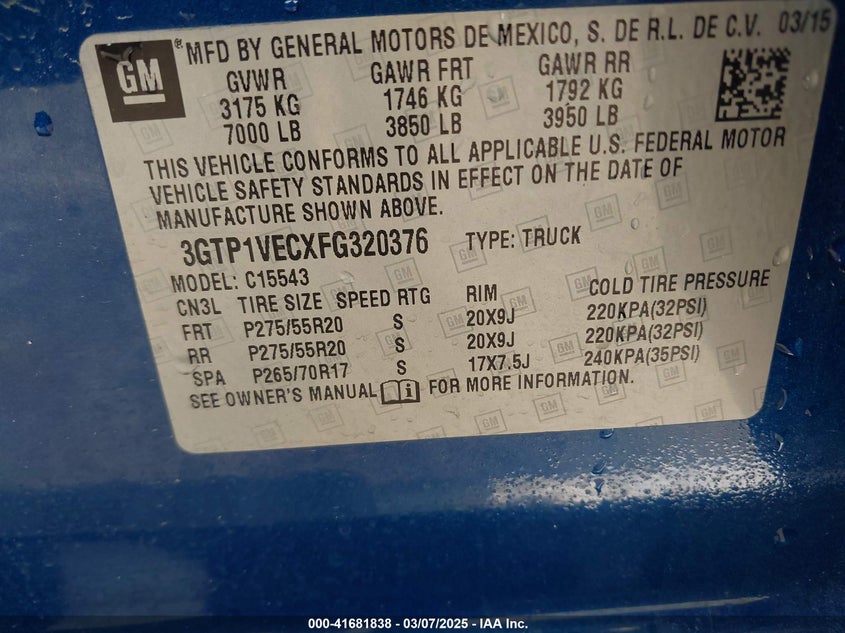 GM ® MFD BY GENERAL MOTORS DE MEXICO, S. DE R.L. DE C.V. 03/15
GVWR GAWR FRT GAWR RR
3175 KG 1746 KG 1792 KG
7000 LB 3850 LB 3950 LB
THIS VEHICLE CONFORMS TO ALL APPLICABLE U.S. FEDERAL MOTOR
VEHICLE SAFETY STANDARDS IN EFFECT ON THE DATE OF
MANUFACTURE SHOWN ABOVE.
3GTP1VECXFG320376 TYPE: TRUCK
MODEL: C15543
CN3L TIRE SIZE SPEED RTG RIM COLD TIRE PRESSURE
FRT P275/55R20 S 20X9J 220KPA(32PSI)
RR P275/55R20 S 20X9J 220KPA(32PSI)
SPA P265/70R17 S 17X7.5J 240KPA(35PSI)
SEE OWNER'S MANUAL FOR MORE INFORMATION.
000-41681838 - 03/07/2025 - IAA Inc.